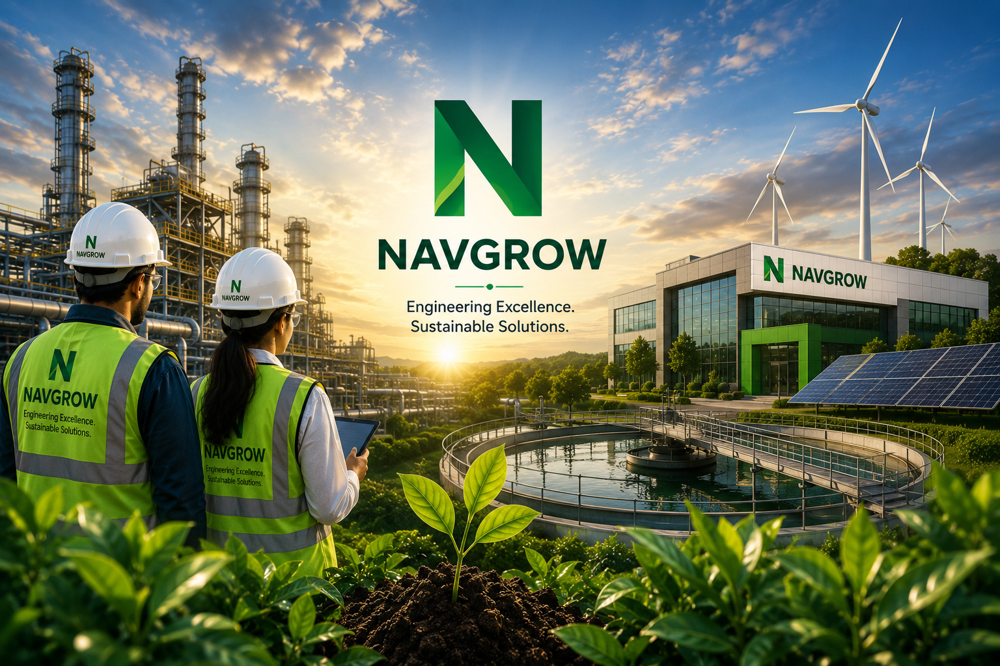 N
NAVGROW
Engineering Excellence.
Sustainable Solutions.
N NAVGROW
N
NAVGROW
N
NAVGROW
N
NAVGROW
Engineering Excellence.
Sustainable Solutions.
NAVGROW
Engineering Excellence.
Sustainable Solutions.